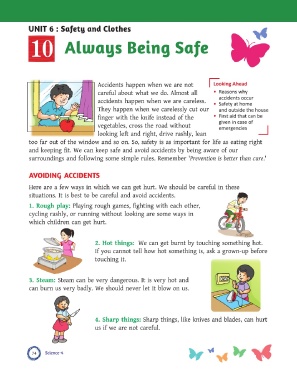 UNIT 6 : Safety and Clothes
10 Always Being Safe
Accidents happen when we are not
careful about what we do. Almost all
accidents happen when we are careless.
They happen when we carelessly cut our
finger with the knife instead of the
vegetables, cross the road without
looking left and right, drive rashly, lean
too far out of the window and so on. So, safety is as important for life as eating right
and keeping fit. We can keep safe and avoid accidents by being aware of our
surroundings and following some simple rules. Remember 'Prevention is better than cure.'
Looking Ahead
• Reasons why
accidents occur
• Safety at home
and outside the house
• First aid that can be
given in case of
emergencies
AVOIDING ACCIDENTS
Here are a few ways in which we can get hurt. We should be careful in these
situations. It is best to be careful and avoid accidents.
1. Rough play: Playing rough games, fighting with each other,
cycling rashly, or running without looking are some ways in
which children can get hurt.
2. Hot things: We can get burnt by touching something hot.
If you cannot tell how hot something is, ask a grown-up before
touching it.
3. Steam: Steam can be very dangerous. It is very hot and
can burn us very badly. We should never let it blow on us.
4. Sharp things: Sharp things, like knives and blades, can hurt
us if we are not careful.
74 Science 4